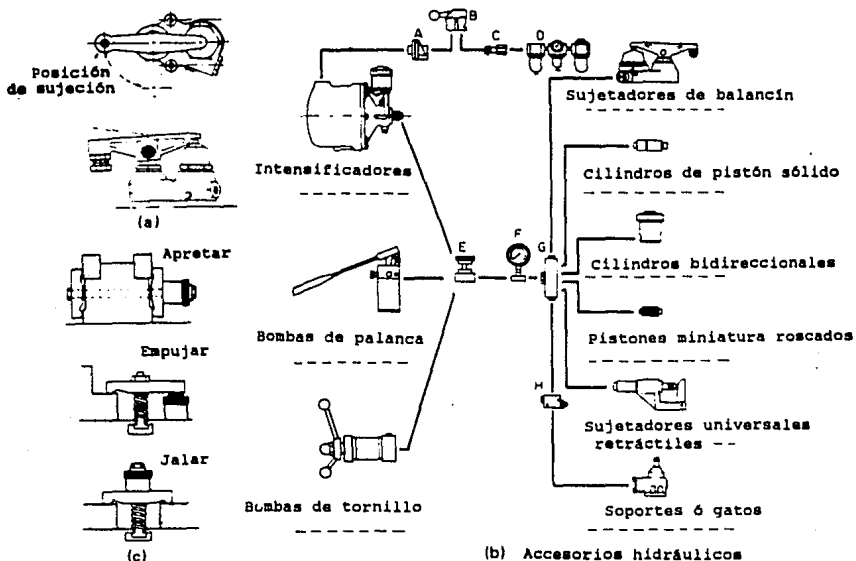 Posición
de sujeción
(a)
Apretar
Empujar
Jalar
(c)
A
B
C
D
Intensificadores
Bombas de palanca
Bombas de tornillo
E
F
G
H
Sujetadores de balancín
Cilindros de pistón sólido
Cilindros bidireccionales
Pistones miniatura roscados
Sujetadores universales
retráctiles
Soportes ó gatos
(b) Accesorios hidráulicos